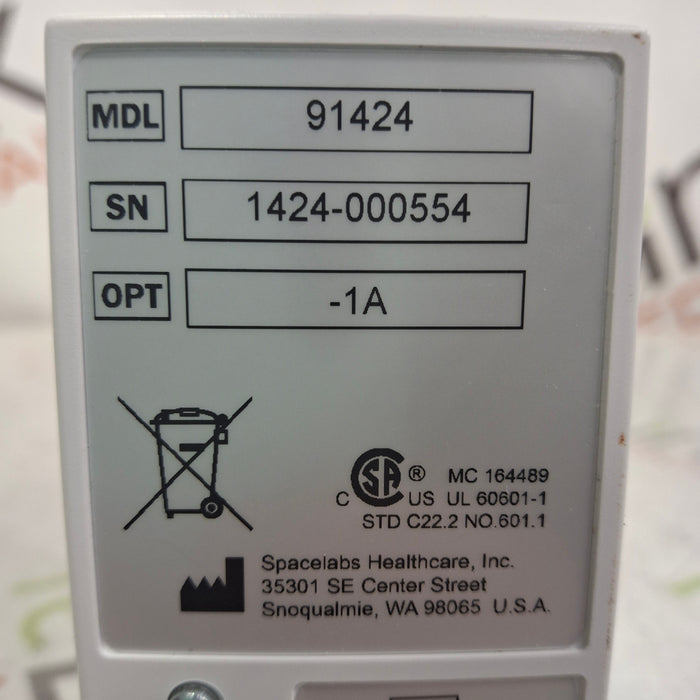 MDL 91424
SN 1424-000554
OPT -1A
CSA ® MC 164489
C US UL 60601-1
STD C22.2 NO.601.1
Spacelabs Healthcare, Inc.
35301 SE Center Street
Snoqualmie, WA 98065 U.S.A.